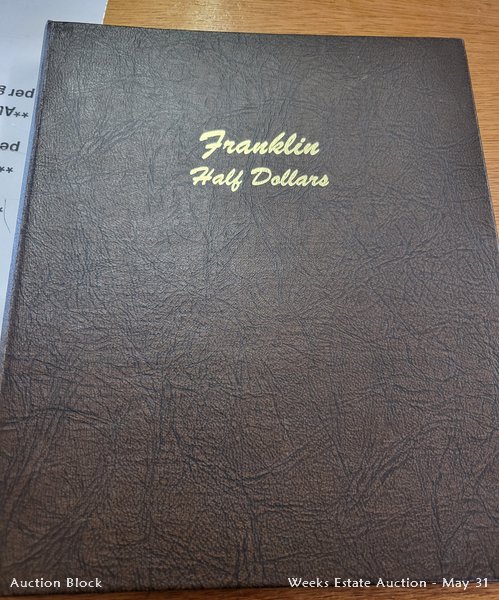 Franklin
Half Dollars
Auction Block
Weeks Estate Auction - May 31